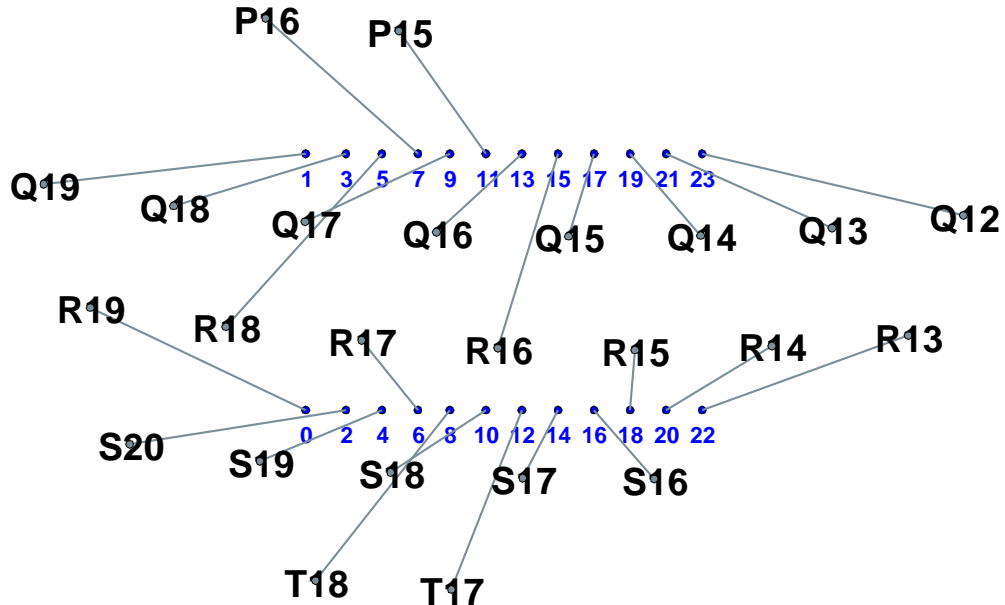 P16 P15
1 3 5 7 9 11 13 15 17 19 21 23
Q19 Q18 Q17 Q16 Q15 Q14 Q13 Q12
R19 R18 R17 R16 R15 R14 R13
0 2 4 6 8 10 12 14 16 18 20 22
S20 S19 S18 S17 S16
T18 T17